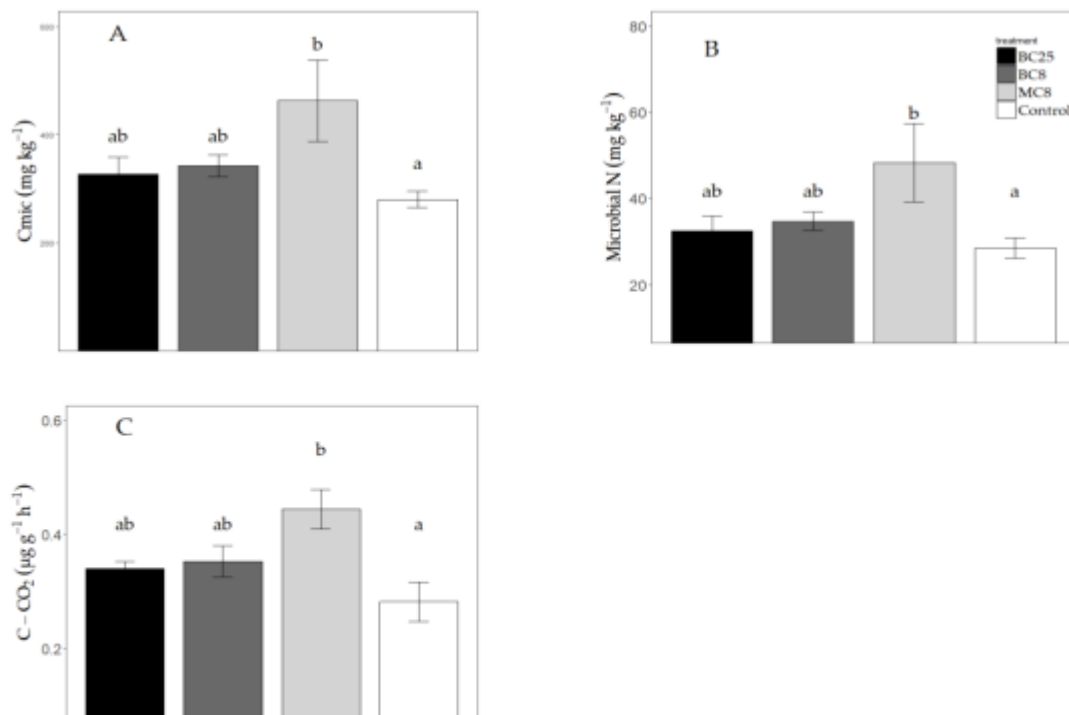 A
600
400
200
Cmic (mg kg⁻¹)
ab
ab
b
a
B
80
60
40
20
Microbial N (mg kg⁻¹)
ab
ab
b
a
treatment
BC25
BC8
MC8
Control
C
0.6
0.4
0.2
C – CO₂ (µg g⁻¹ h⁻¹)
ab
ab
b
a